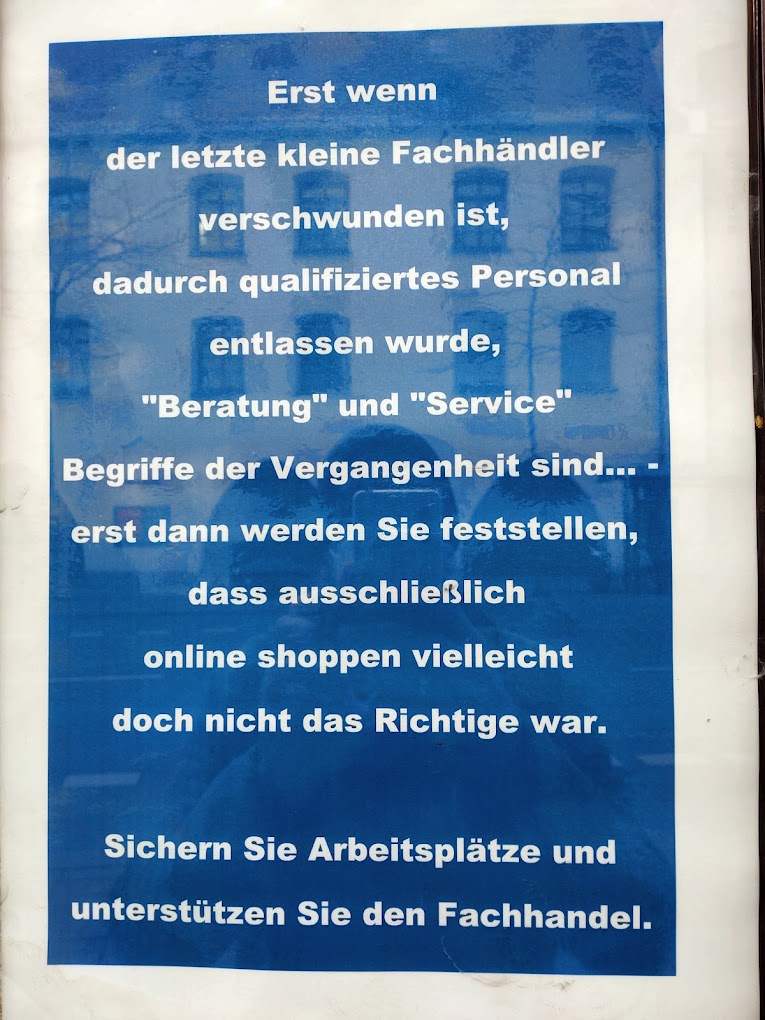 Erst wenn
der letzte kleine Fachhändler
verschwunden ist,
dadurch qualifiziertes Personal
entlassen wurde,
"Beratung" und "Service"
Begriffe der Vergangenheit sind... -
erst dann werden Sie feststellen,
dass ausschließlich
online shoppen vielleicht
doch nicht das Richtige war.
Sichern Sie Arbeitsplätze und
unterstützen Sie den Fachhandel.